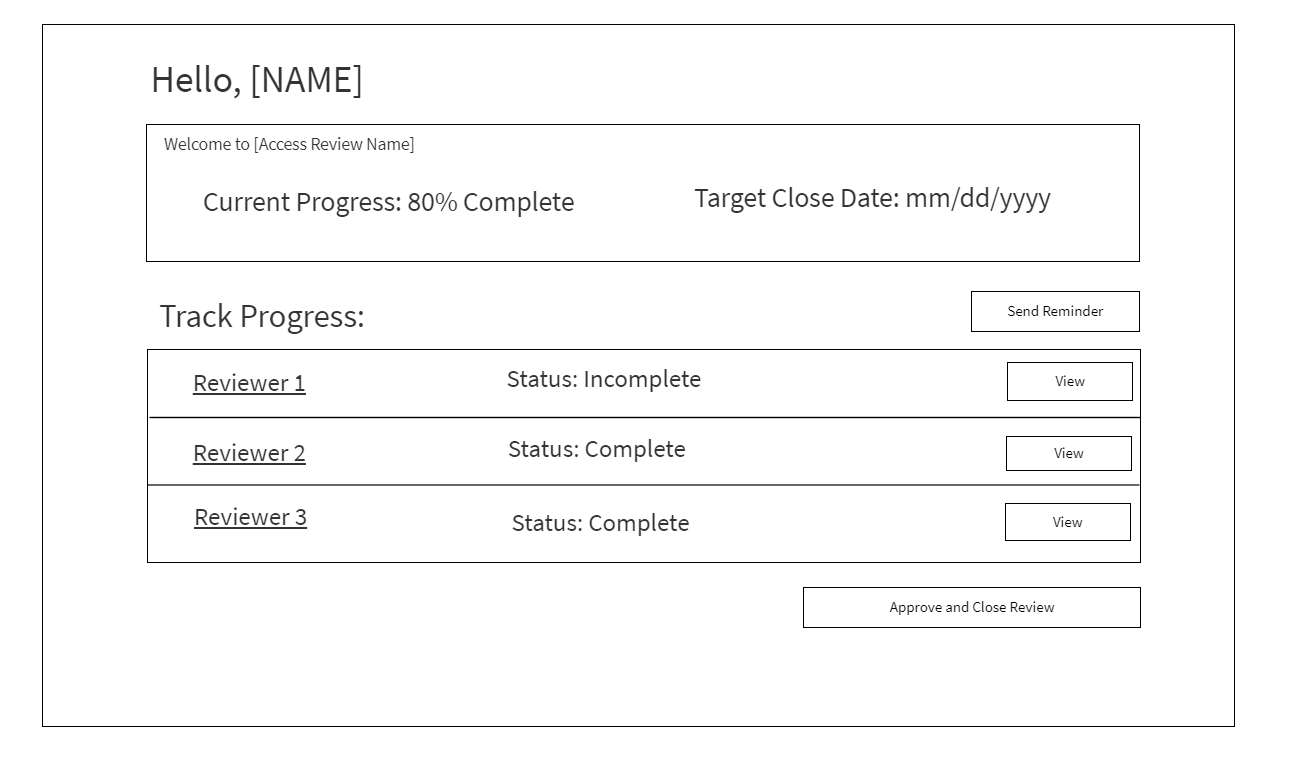 Hello, [NAME]
Welcome to [Access Review Name]
Current Progress: 80% Complete
Target Close Date: mm/dd/yyyy
Track Progress:
Send Reminder
Reviewer 1
Status: Incomplete
View
Reviewer 2
Status: Complete
View
Reviewer 3
Status: Complete
View
Approve and Close Review